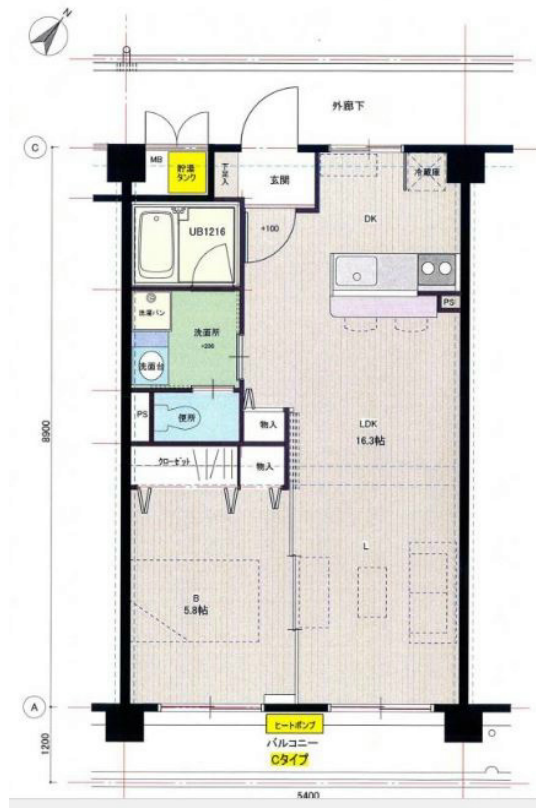 N
外廊下
C
MB
貯湯
タンク
下足入
玄関
冷蔵庫
DK
UB1216
+100
PS
洗濯パン
洗面所
+200
洗面台
PS
便所
物入
LDK
16.3帖
クローゼット
物入
8900
B
5.8帖
L
A
1200
ヒートポンプ
バルコニー
Cタイプ
5400